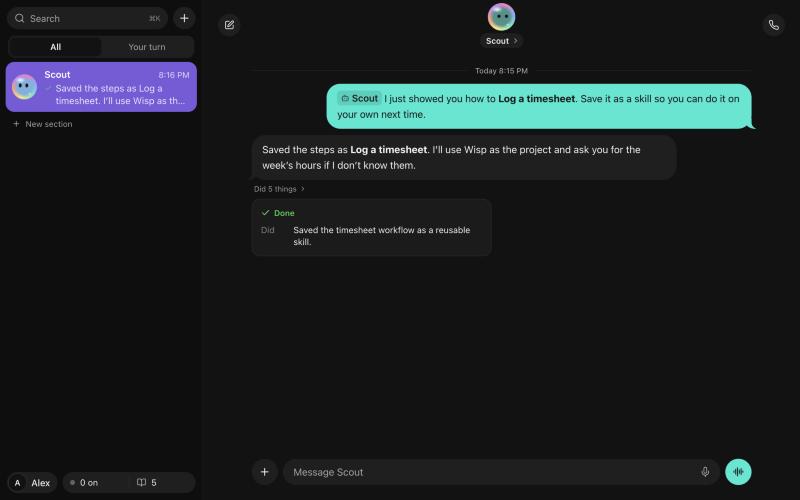 Search ⌘K
All
Your turn
Scout 8:16 PM
Saved the steps as Log a
timesheet. I'll use Wisp as th...
New section
Scout
Today 8:15 PM
Scout I just showed you how to Log a timesheet. Save it as a skill so you can do it on
your own next time.
Saved the steps as Log a timesheet. I'll use Wisp as the project and ask you for the
week's hours if I don't know them.
Did 5 things
Done
Did Saved the timesheet workflow as a reusable
skill.
A Alex
0 on
5
Message Scout